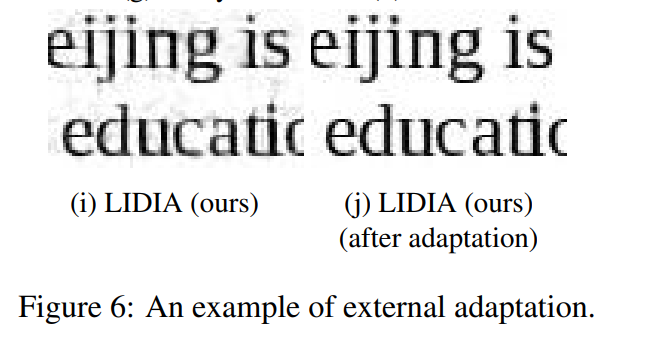 eijing is eijing is
educatic educatic
(i) LIDIA (ours) (j) LIDIA (ours)
(after adaptation)
Figure 6: An example of external adaptation.